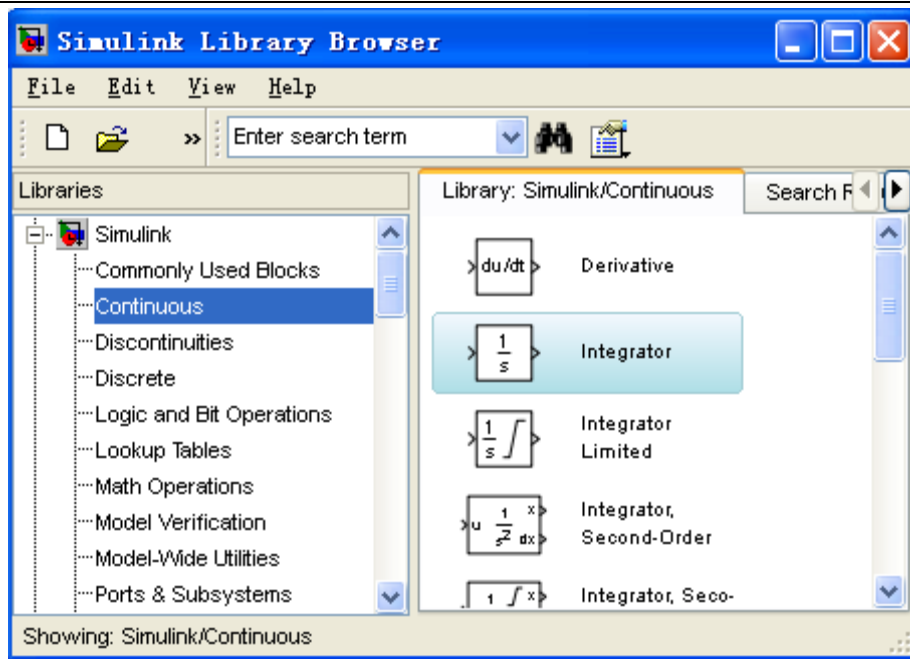 Simulink Library Browser
File Edit View Help
» Enter search term
Libraries
Library: Simulink/Continuous Search R
Simulink
Commonly Used Blocks
Continuous
Discontinuities
Discrete
Logic and Bit Operations
Lookup Tables
Math Operations
Model Verification
Model-Wide Utilities
Ports & Subsystems
du/dt Derivative
1
s
Integrator
1
s
Integrator
Limited
u 1 x
s² dx
Integrator,
Second-Order
1 x
Integrator, Seco-
Showing: Simulink/Continuous